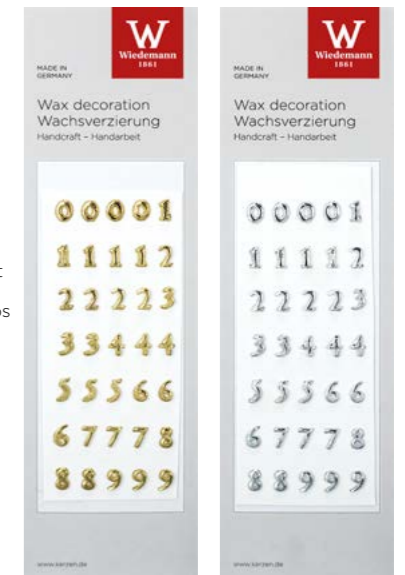 MADE IN
GERMANY
W
Wiedemann
1861
Wax decoration
Wachsverzierung
Handcraft – Handarbeit
0 0 0 0 1
1 1 1 1 2
2 2 2 2 3
3 3 4 4 4
5 5 5 6 6
6 7 7 7 8
8 8 9 9 9
www.kerzen.de
MADE IN
GERMANY
W
Wiedemann
1861
Wax decoration
Wachsverzierung
Handcraft – Handarbeit
0 0 0 0 1
1 1 1 1 2
2 2 2 2 3
3 3 4 4 4
5 5 5 6 6
6 7 7 7 8
8 8 9 9 9
www.kerzen.de